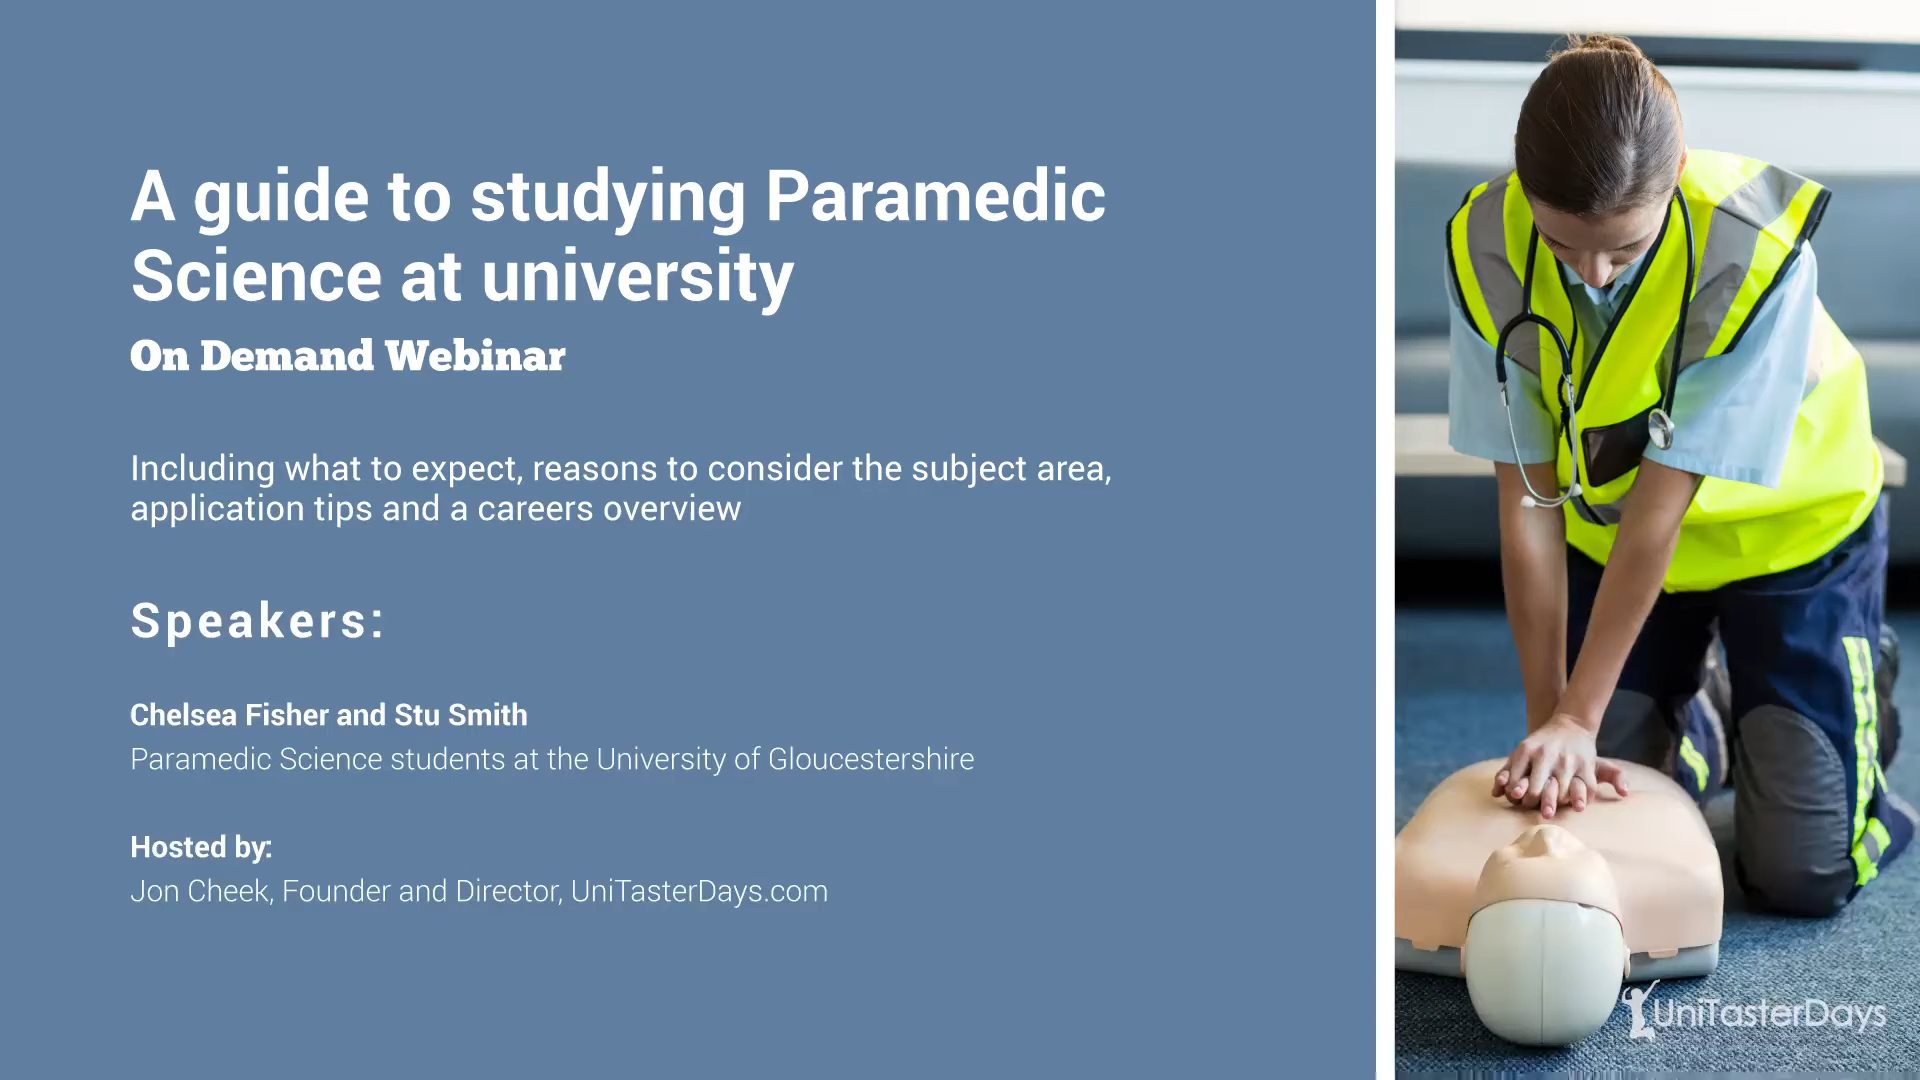 A guide to studying Paramedic
Science at university
On Demand Webinar
Including what to expect, reasons to consider the subject area,
application tips and a careers overview
Speakers:
Chelsea Fisher and Stu Smith
Paramedic Science students at the University of Gloucestershire
Hosted by:
Jon Cheek, Founder and Director, UniTasterDays.com
UniTasterDays